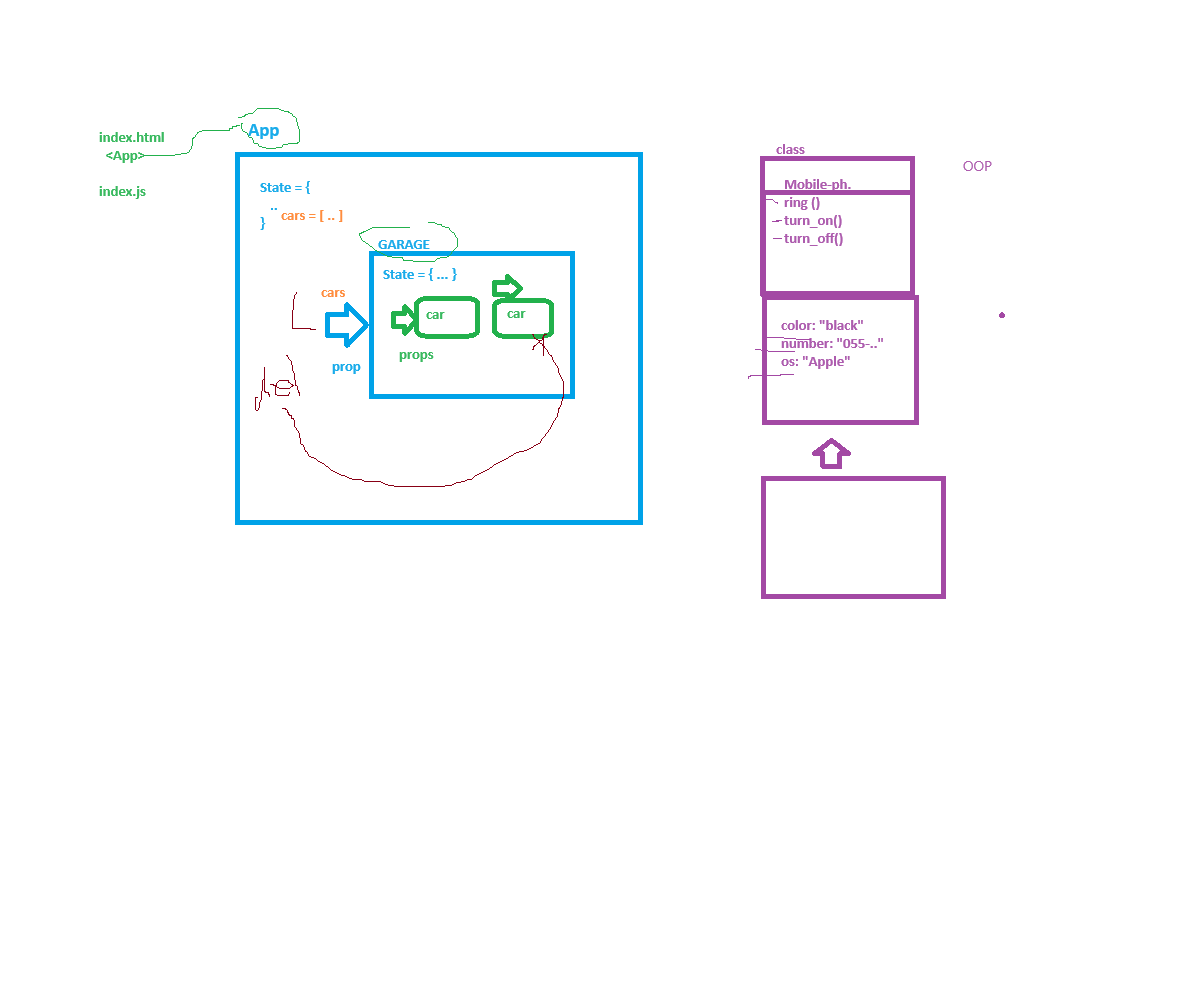 index.html
<App>
index.js
App
State = {
..
cars = [ .. ]
}
GARAGE
State = { ... }
cars
car
car
props
prop
class
Mobile-ph.
ring ()
turn_on()
turn_off()
color: "black"
number: "055-.."
os: "Apple"
OOP